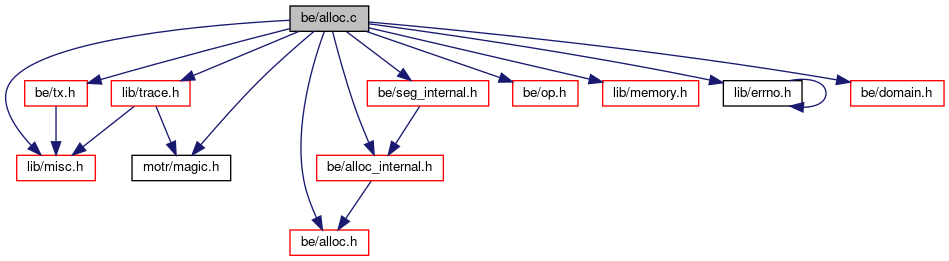 be/alloc.c
be/tx.h
lib/trace.h
be/seg_internal.h
be/op.h
lib/memory.h
lib/errno.h
be/domain.h
lib/misc.h
motr/magic.h
be/alloc_internal.h
be/alloc.h